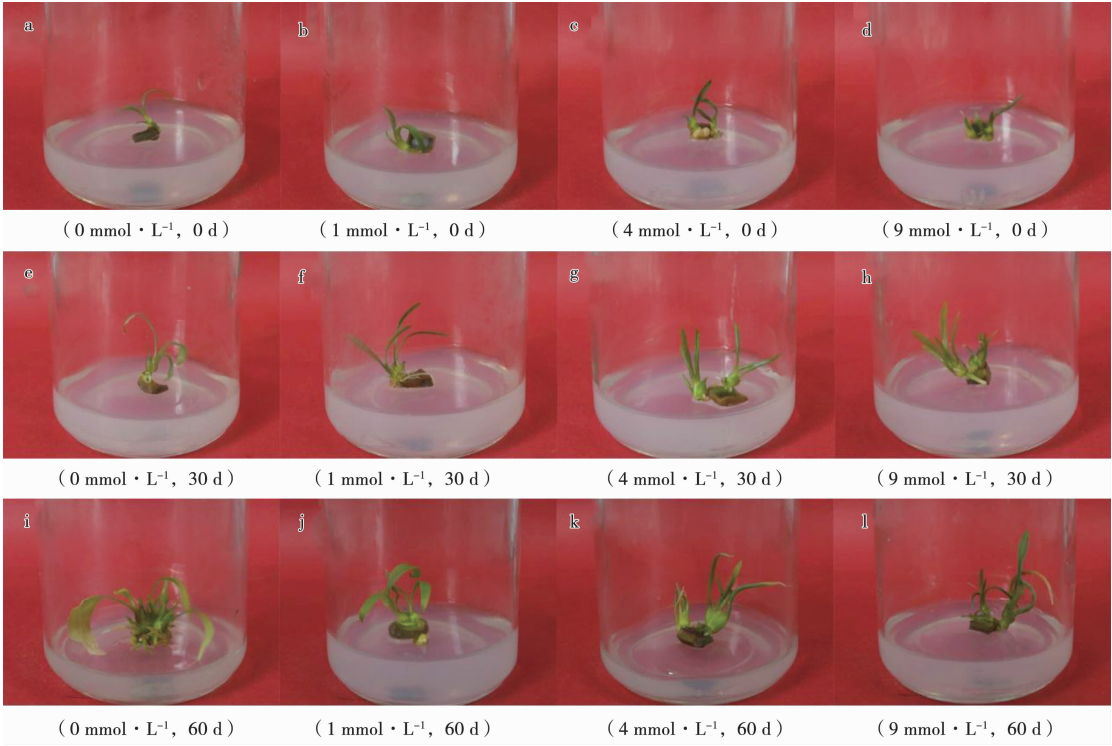 a b c d
（0 mmol·L⁻¹，0 d） （1 mmol·L⁻¹，0 d） （4 mmol·L⁻¹，0 d） （9 mmol·L⁻¹，0 d）
e f g h
（0 mmol·L⁻¹，30 d） （1 mmol·L⁻¹，30 d） （4 mmol·L⁻¹，30 d） （9 mmol·L⁻¹，30 d）
i j k l
（0 mmol·L⁻¹，60 d） （1 mmol·L⁻¹，60 d） （4 mmol·L⁻¹，60 d） （9 mmol·L⁻¹，60 d）